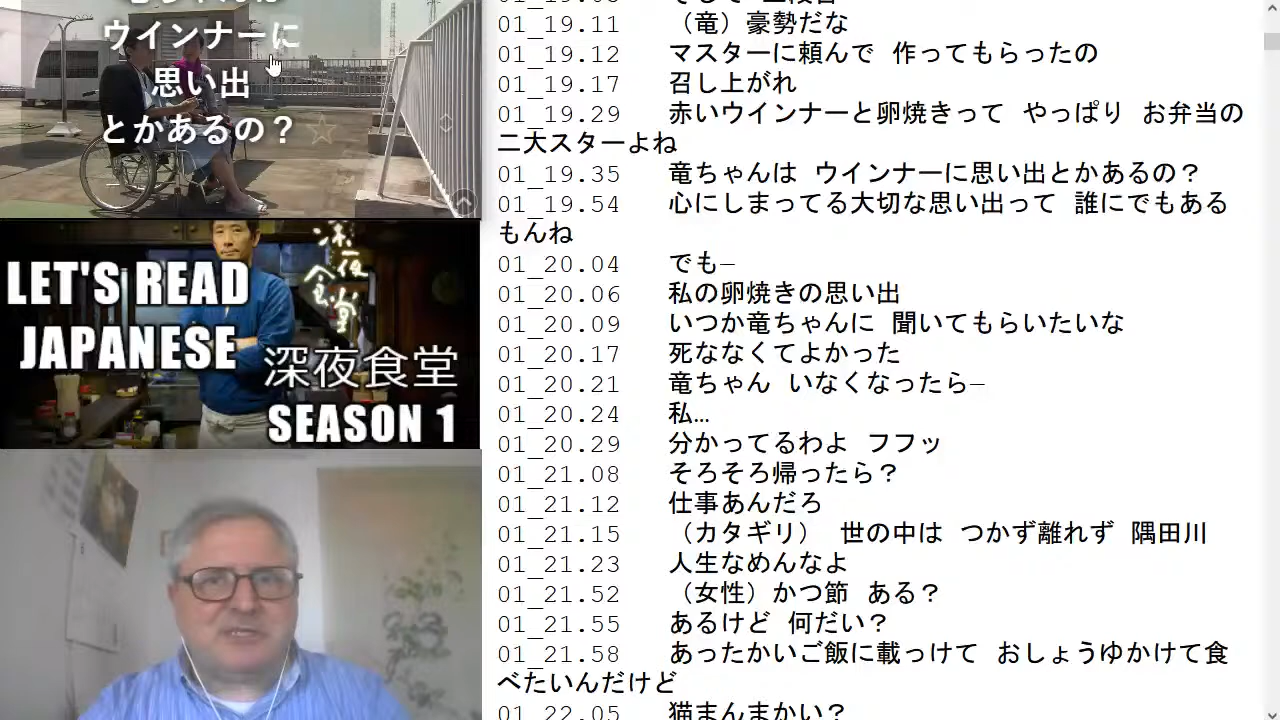 ウインナーに
思い出
とかあるの？
LET'S READ
JAPANESE
深夜食堂
SEASON 1
深夜
食堂
01_19.11 （竜）豪勢だな
01_19.12 マスターに頼んで 作ってもらったの
01_19.17 召し上がれ
01_19.29 赤いウインナーと卵焼きって やっぱり お弁当の
二大スターよね
01_19.35 竜ちゃんは ウインナーに思い出とかあるの？
01_19.54 心にしまってる大切な思い出って 誰にでもある
もんね
01_20.04 でも―
01_20.06 私の卵焼きの思い出
01_20.09 いつか竜ちゃんに 聞いてもらいたいな
01_20.17 死ななくてよかった
01_20.21 竜ちゃん いなくなったら―
01_20.24 私…
01_20.29 分かってるわよ フフッ
01_21.08 そろそろ帰ったら？
01_21.12 仕事あんだろ
01_21.15 （カタギリ） 世の中は つかず離れず 隅田川
01_21.23 人生なめんなよ
01_21.52 （女性）かつ節 ある？
01_21.55 あるけど 何だい？
01_21.58 あったかいご飯に載っけて おしょうゆかけて食
べたいんだけど
01_22.05 猫まんまかい？